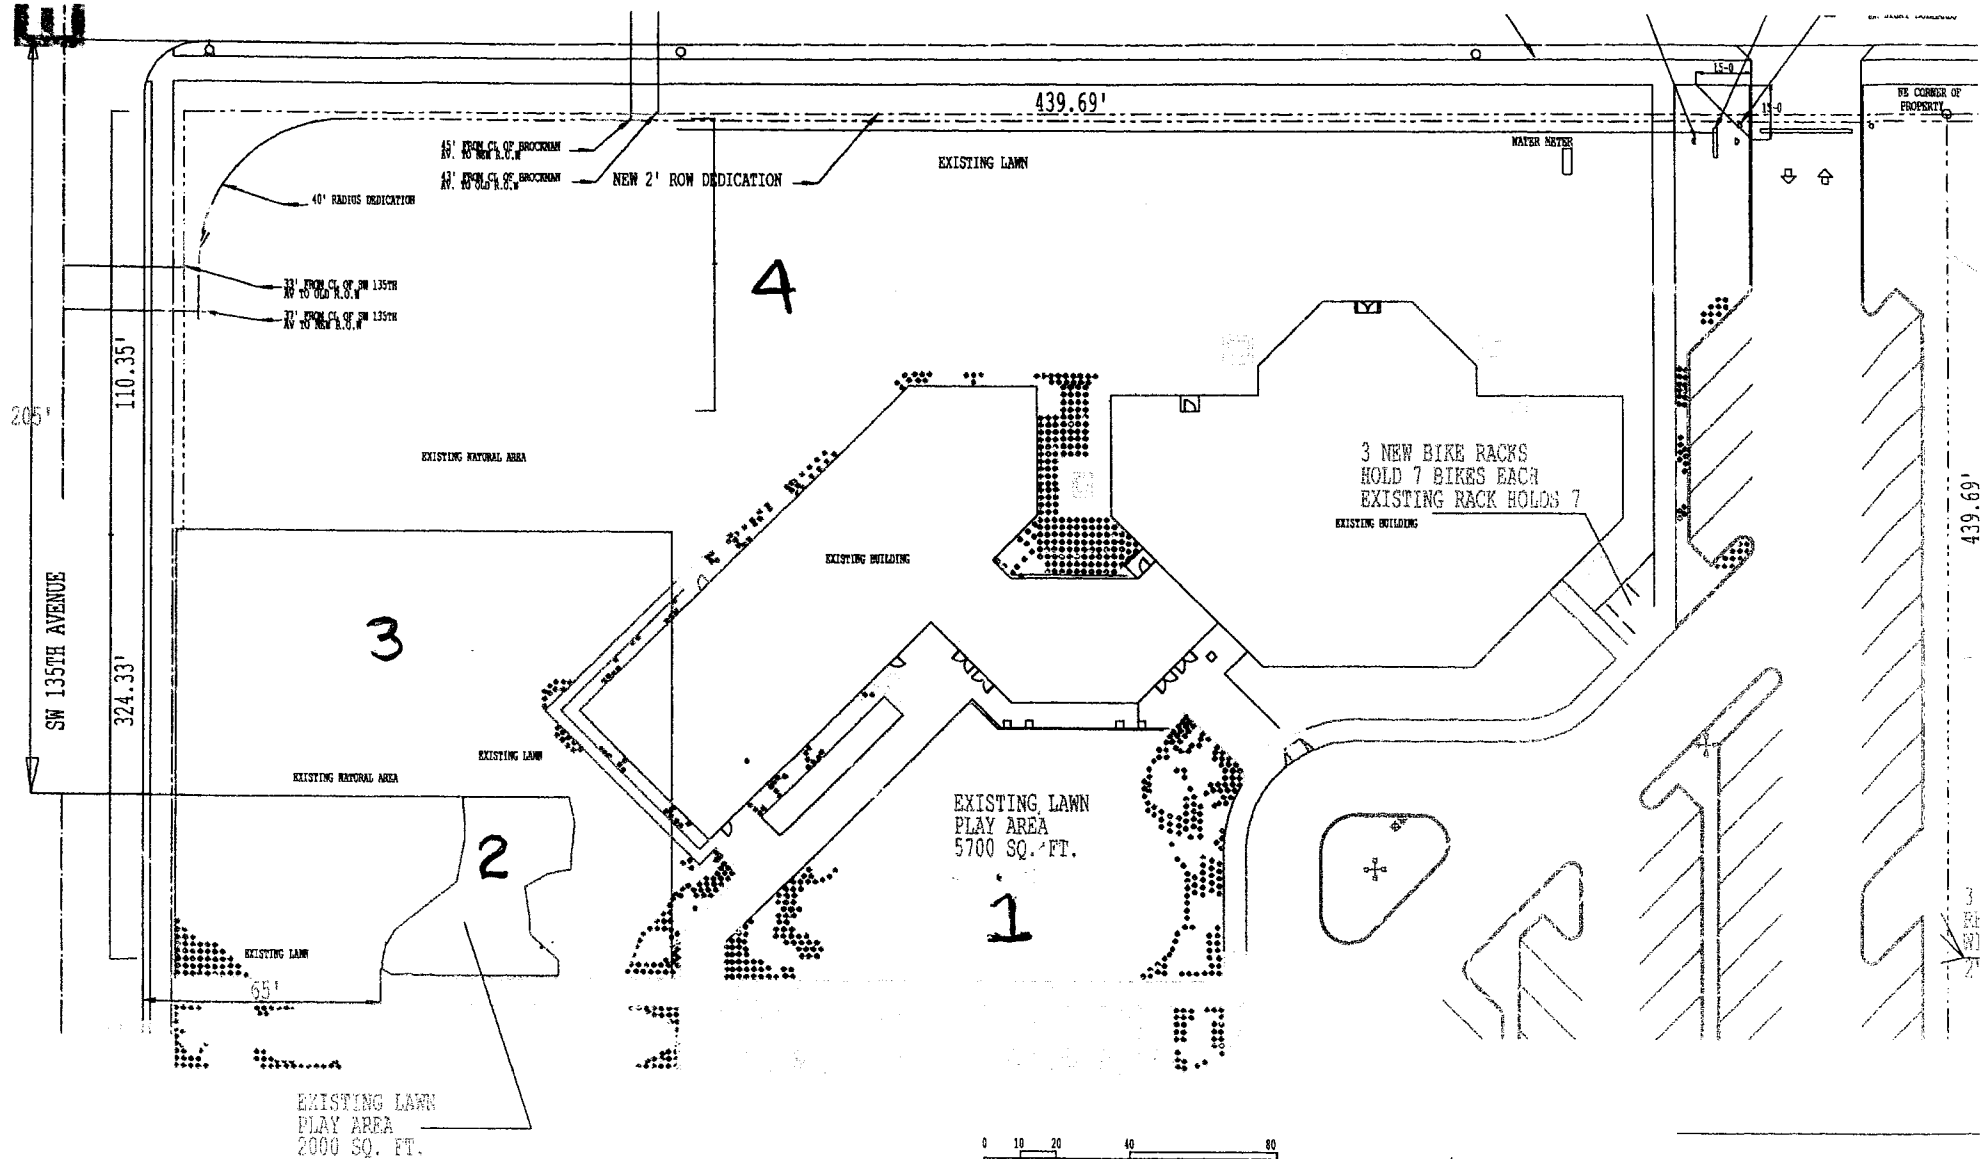 439.69'
15-0
15-0
NE CORNER OF
PROPERTY
45' FROM CL OF BROCKMAN
AV. TO NEW R.O.W
43' FROM CL OF BROCKMAN
AV. TO OLD R.O.W
NEW 2' ROW DEDICATION
EXISTING LAWN
WATER METER
40' RADIUS DEDICATION
33' FROM CL OF SW 135TH
AV TO OLD R.O.W
37' FROM CL OF SW 135TH
AV TO NEW R.O.W
4
110.35'
205'
EXISTING NATURAL AREA
3 NEW BIKE RACKS
HOLD 7 BIKES EACH
EXISTING RACK HOLDS 7
EXISTING BUILDING
EXISTING BUILDING
439.69'
SW 135TH AVENUE
324.33'
3
EXISTING LAWN
EXISTING NATURAL AREA
2
EXISTING LAWN
PLAY AREA
5700 SQ. FT.
1
EXISTING LAWN
65'
3
2'
EXISTING LAWN
PLAY AREA
2000 SQ. FT.
0 10 20 40 80